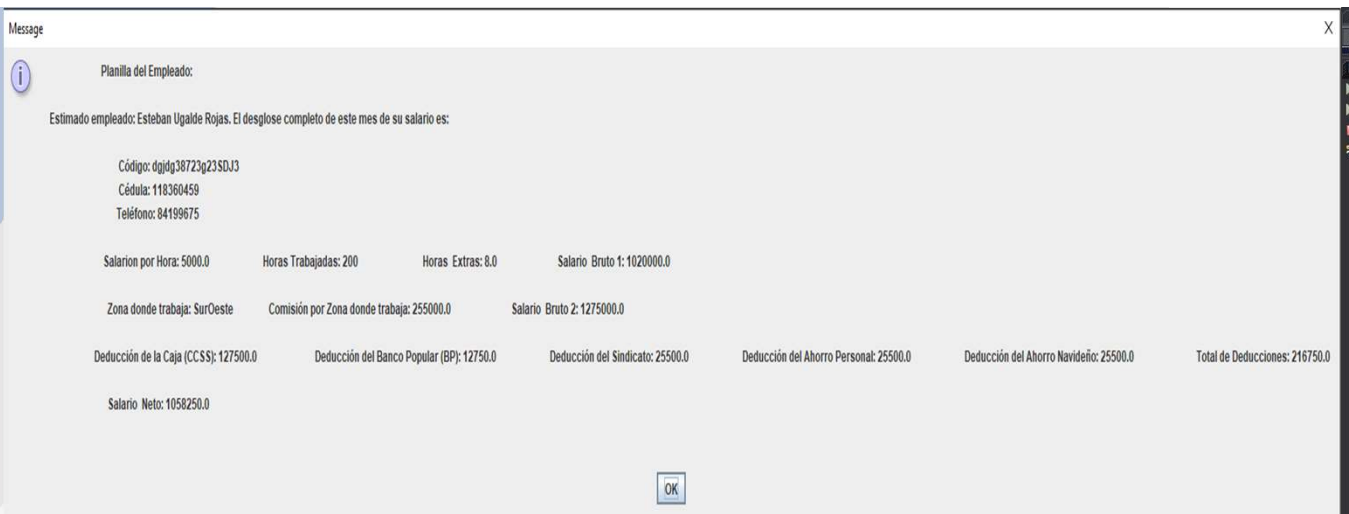 Message X
Planilla del Empleado:
Estimado empleado: Esteban Ugalde Rojas. El desglose completo de este mes de su salario es:
Código: dgjdg38723g23SDJ3
Cédula: 118360459
Teléfono: 84199675
Salarion por Hora: 5000.0 Horas Trabajadas: 200 Horas Extras: 8.0 Salario Bruto 1: 1020000.0
Zona donde trabaja: SurOeste Comisión por Zona donde trabaja: 255000.0 Salario Bruto 2: 1275000.0
Deducción de la Caja (CCSS): 127500.0 Deducción del Banco Popular (BP): 12750.0 Deducción del Sindicato: 25500.0 Deducción del Ahorro Personal: 25500.0 Deducción del Ahorro Navideño: 25500.0 Total de Deducciones: 216750.0
Salario Neto: 1058250.0
OK